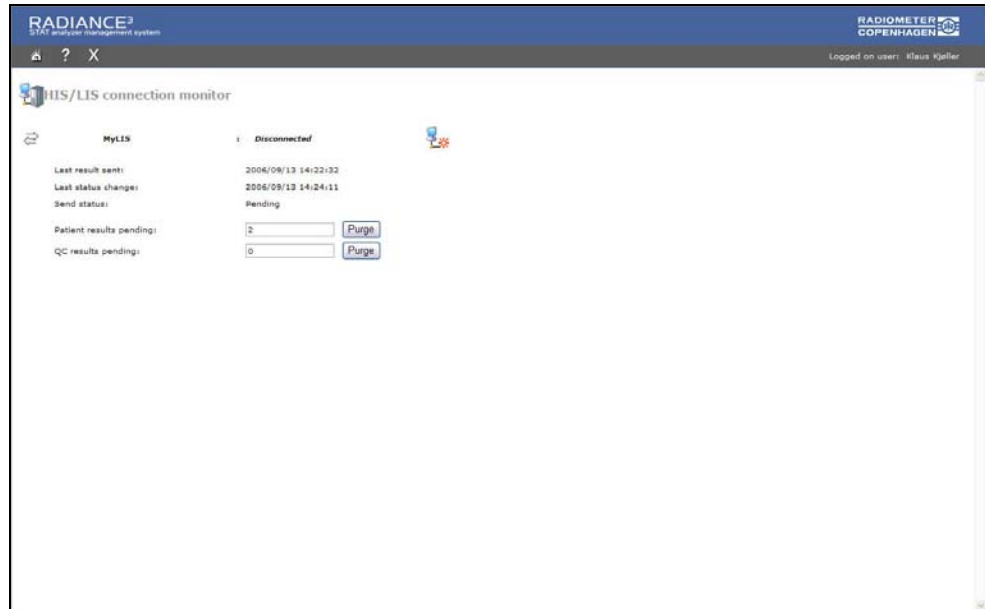 RADIANCE³
STAT analyzer management system
RADIOMETER
COPENHAGEN
? X
Logged on user: Klaus Kjøller
HIS/LIS connection monitor
MyLIS : Disconnected
Last result sent: 2006/09/13 14:22:32
Last status change: 2006/09/13 14:24:11
Send status: Pending
Patient results pending: 2 Purge
QC results pending: 0 Purge